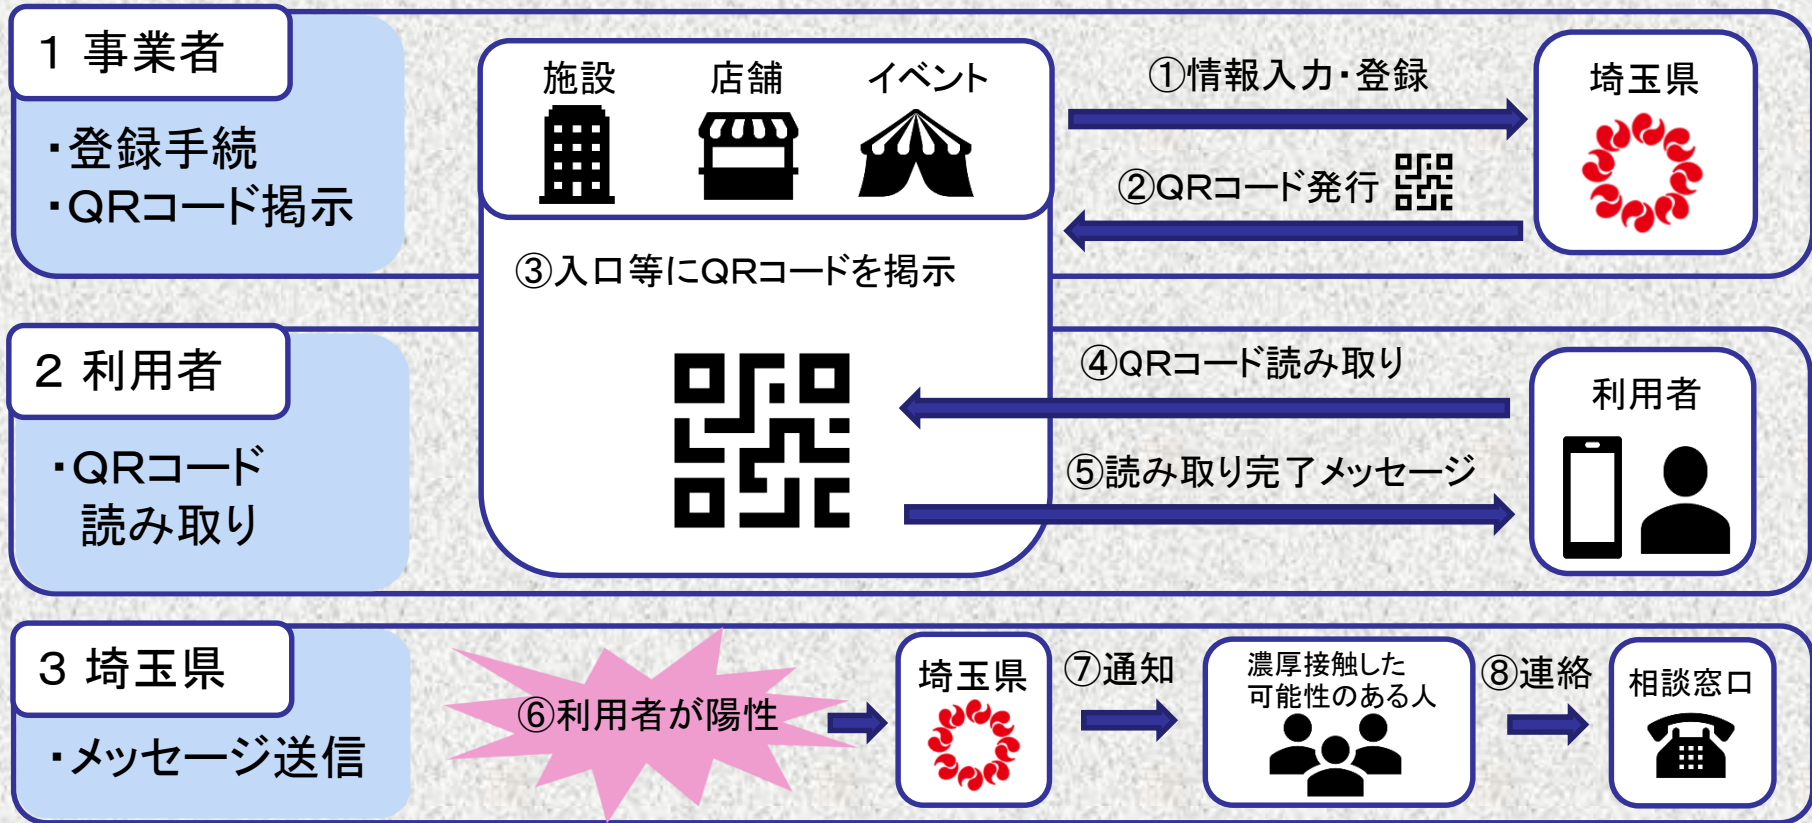 1 事業者
・登録手続
・QRコード掲示
施設
店舗
イベント
①情報入力・登録
②QRコード発行
埼玉県
③入口等にQRコードを掲示
2 利用者
・QRコード
読み取り
④QRコード読み取り
⑤読み取り完了メッセージ
利用者
3 埼玉県
・メッセージ送信
⑥利用者が陽性
埼玉県
⑦通知
濃厚接触した
可能性のある人
⑧連絡
相談窓口